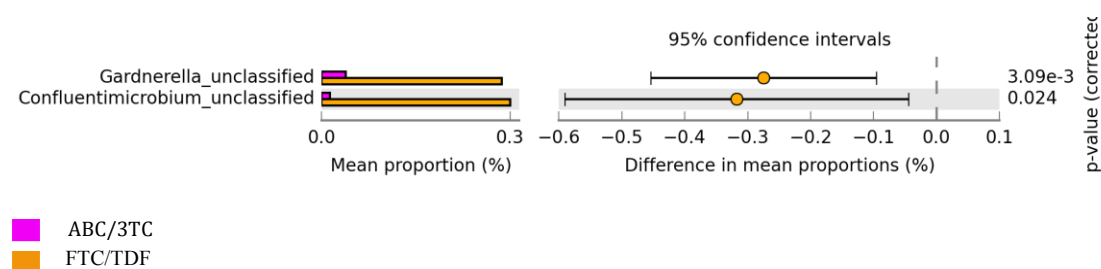 95% confidence intervals
Gardnerella_unclassified
3.09e-3
Confluentimicrobium_unclassified
0.024
0.0 0.3
−0.6 −0.5 −0.4 −0.3 −0.2 −0.1 0.0 0.1
Mean proportion (%)
Difference in mean proportions (%)
p-value (corrected
ABC/3TC
FTC/TDF